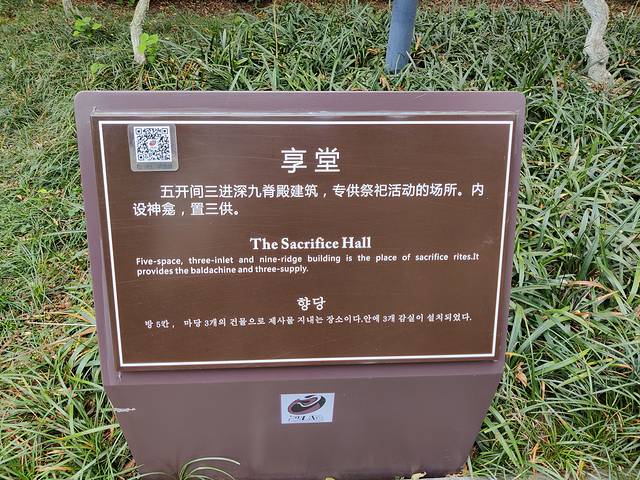 享堂
五开间三进深九脊殿建筑，专供祭祀活动的场所。内
设神龛，置三供。
The Sacrifice Hall
Five-space, three-inlet and nine-ridge building is the place of sacrifice rites.It
provides the baldachine and three-supply.
향당
방 5칸， 마당 3개의 건물으로 제사를 지내는 장소이다.안에 3개 감실이 설치되었다.